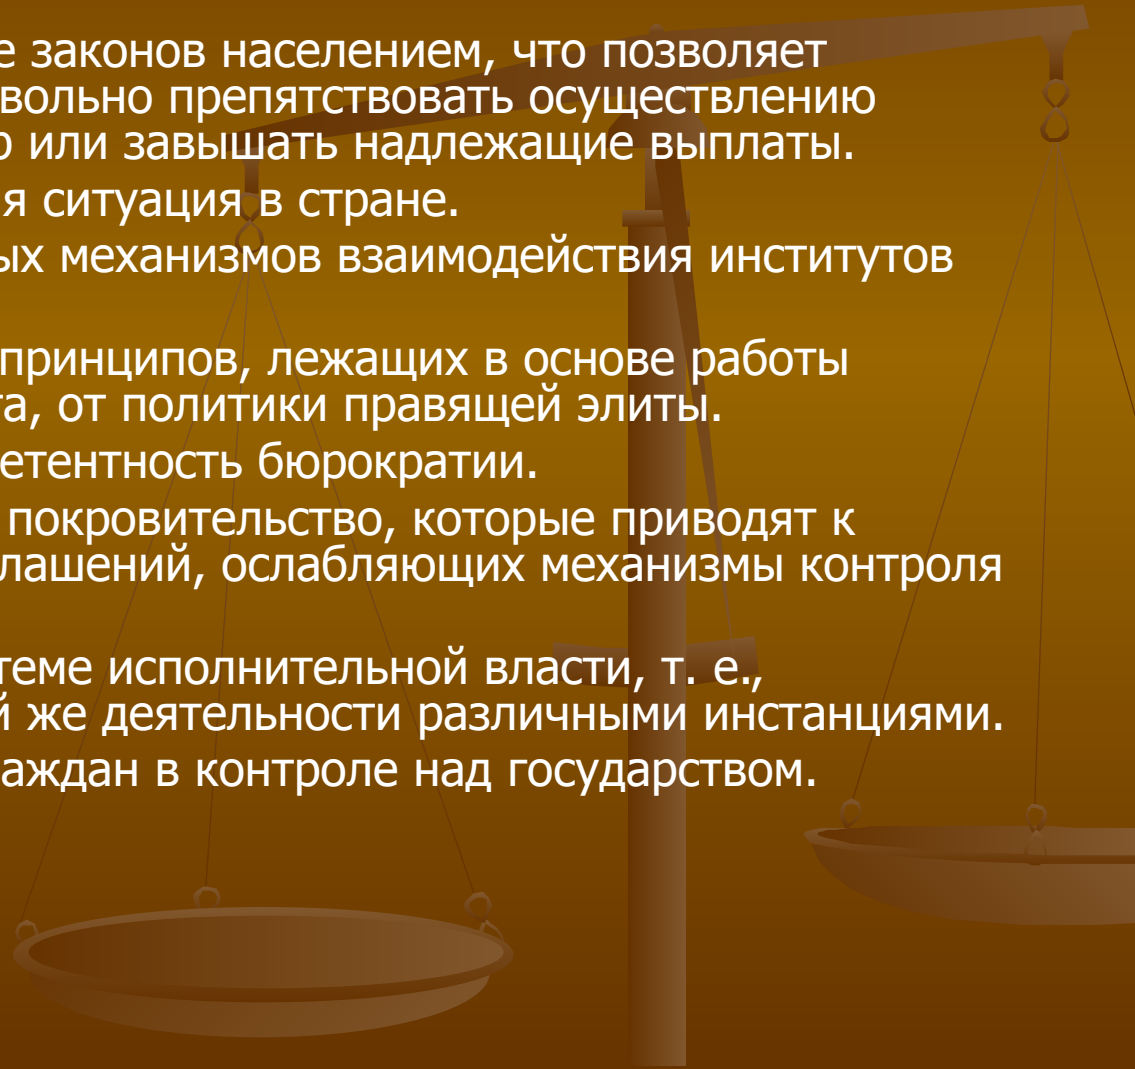 е законов населением, что позволяет
вольно препятствовать осуществлению
о или завышать надлежащие выплаты.
я ситуация в стране.
ых механизмов взаимодействия институтов
принципов, лежащих в основе работы
та, от политики правящей элиты.
етентность бюрократии.
покровительство, которые приводят к
лашений, ослабляющих механизмы контроля
теме исполнительной власти, т. е.,
й же деятельности различными инстанциями.
аждан в контроле над государством.